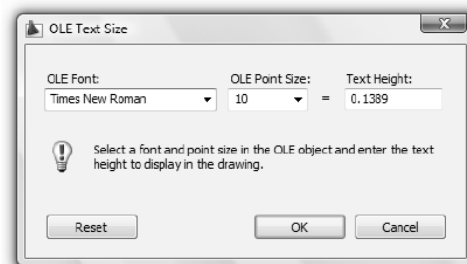 OLE Text Size
OLE Font: OLE Point Size: Text Height:
Times New Roman 10 = 0.1389
Select a font and point size in the OLE object and enter the text
height to display in the drawing.
Reset OK Cancel